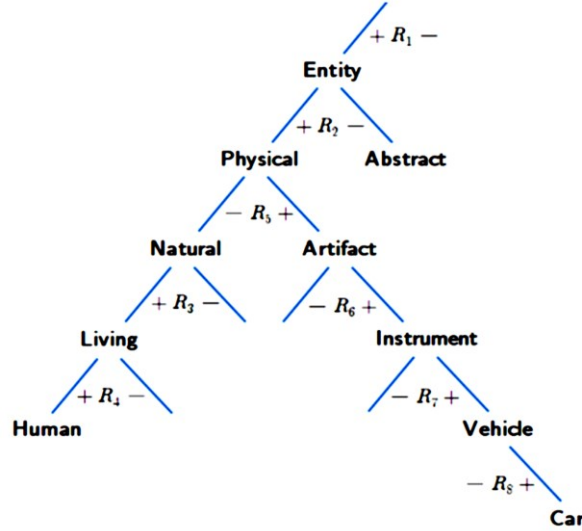 + R₁ −
Entity
+ R₂ −
Physical Abstract
− R₅ +
Natural Artifact
+ R₃ − − R₆ +
Living Instrument
+ R₄ − − R₇ +
Human Vehicle
− R₈ +
Car